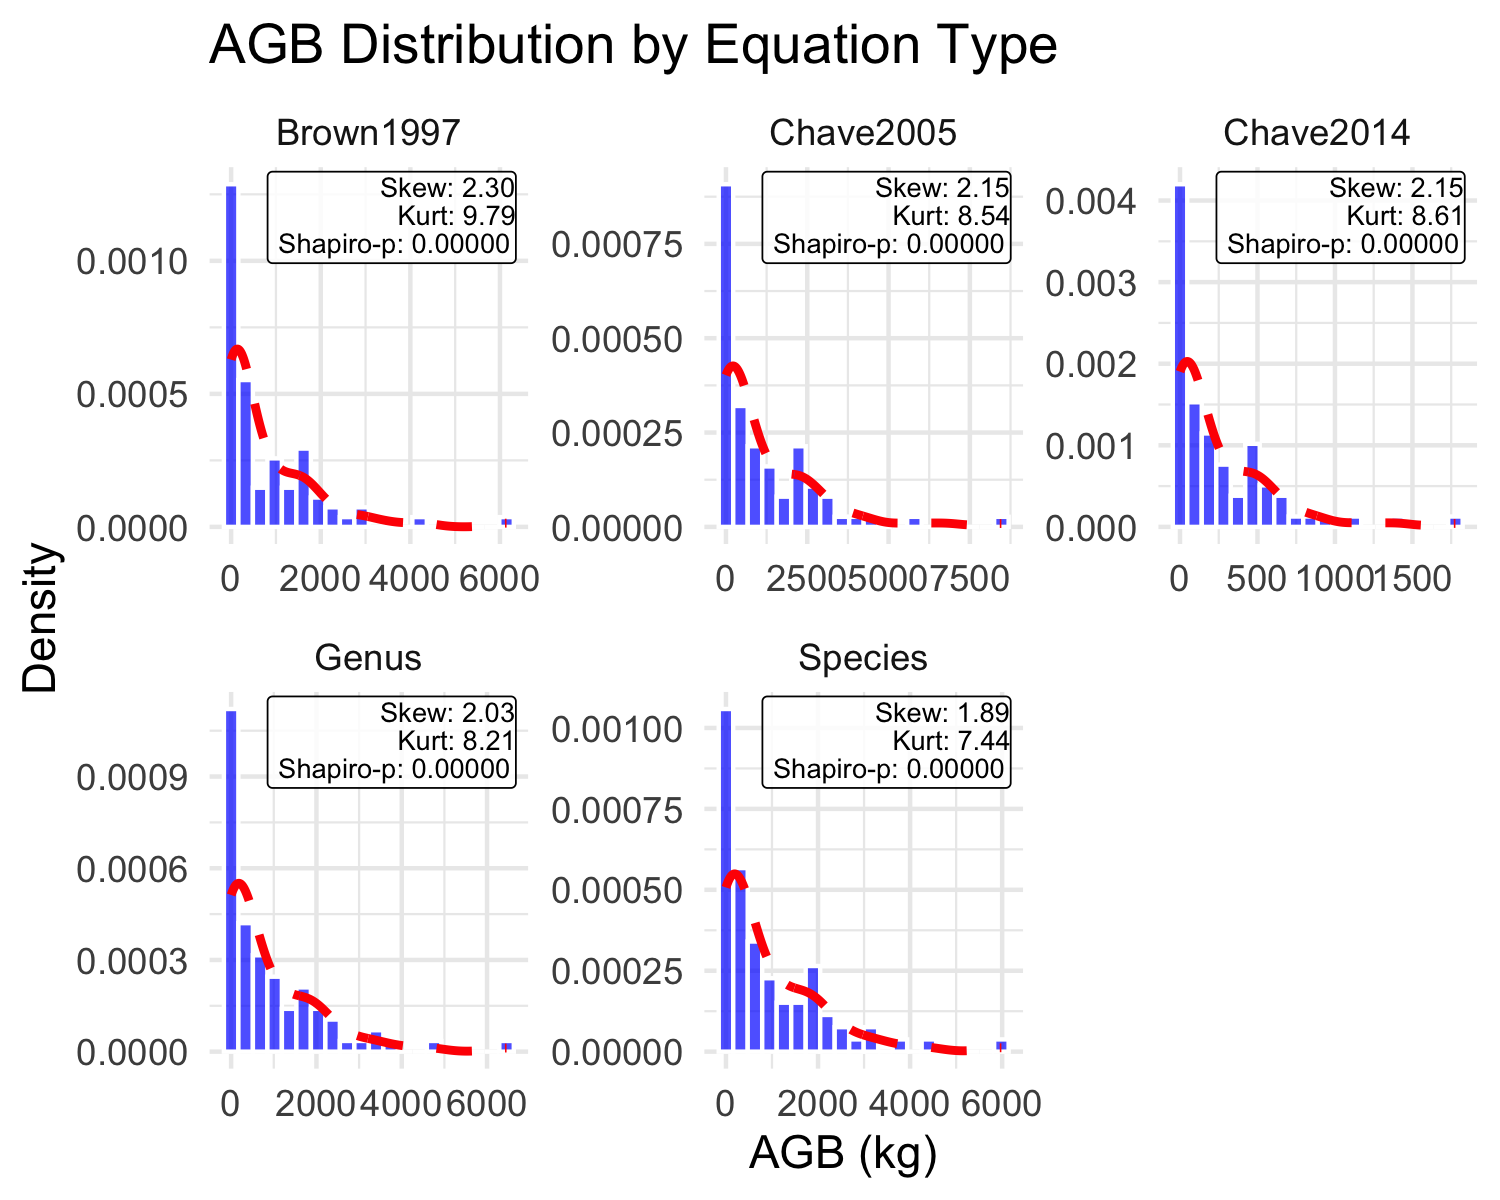 AGB Distribution by Equation Type
Brown1997
Skew: 2.30
Kurt: 9.79
Shapiro-p: 0.00000
0.0010
0.0005
0.0000
0 2000 4000 6000
Chave2005
Skew: 2.15
Kurt: 8.54
Shapiro-p: 0.00000
0.00075
0.00050
0.00025
0.00000
0 2500 5000 7500
Chave2014
Skew: 2.15
Kurt: 8.61
Shapiro-p: 0.00000
0.004
0.003
0.002
0.001
0.000
0 500 1000 1500
Density
Genus
Skew: 2.03
Kurt: 8.21
Shapiro-p: 0.00000
0.0009
0.0006
0.0003
0.0000
0 2000 4000 6000
Species
Skew: 1.89
Kurt: 7.44
Shapiro-p: 0.00000
0.00100
0.00075
0.00050
0.00025
0.00000
0 2000 4000 6000
AGB (kg)